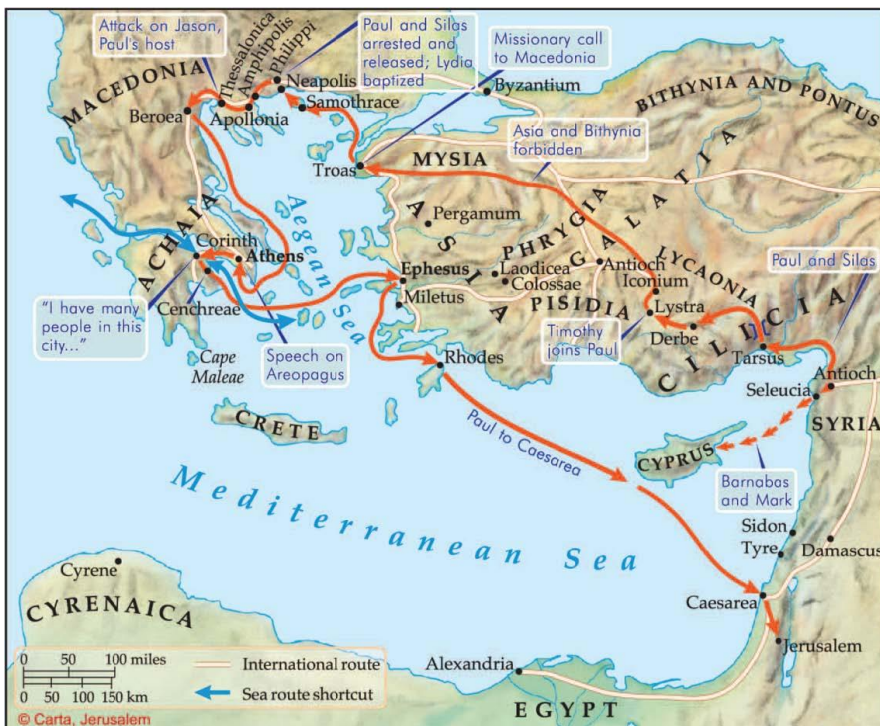 Attack on Jason,
Paul's host
Paul and Silas
arrested and
released; Lydia
baptized
Missionary call
to Macedonia
MACEDONIA
Thessalonica
Amphipolis
Philippi
Neapolis
Samothrace
Byzantium
BITHYNIA AND PONTUS
Beroea
Apollonia
Asia and Bithynia
forbidden
Troas
MYSIA
Aegean
Sea
Pergamum
ASIA
PHRYGIA
GALATIA
ACHAIA
Corinth
Athens
Cenchreae
Ephesus
Miletus
Laodicea
Colossae
PISIDIA
Antioch
Iconium
LYCAONIA
Lystra
Derbe
Paul and Silas
CILICIA
Tarsus
"I have many
people in this
city..."
Cape
Maleae
Speech on
Areopagus
Timothy
joins Paul
Rhodes
Antioch
Seleucia
SYRIA
CRETE
Paul to Caesarea
CYPRUS
Barnabas
and Mark
Mediterranean Sea
Sidon
Tyre
Damascus
Cyrene
CYRENAICA
Caesarea
Jerusalem
Alexandria
EGYPT
0 50 100 miles
0 50 100 150 km
International route
Sea route shortcut
© Carta, Jerusalem